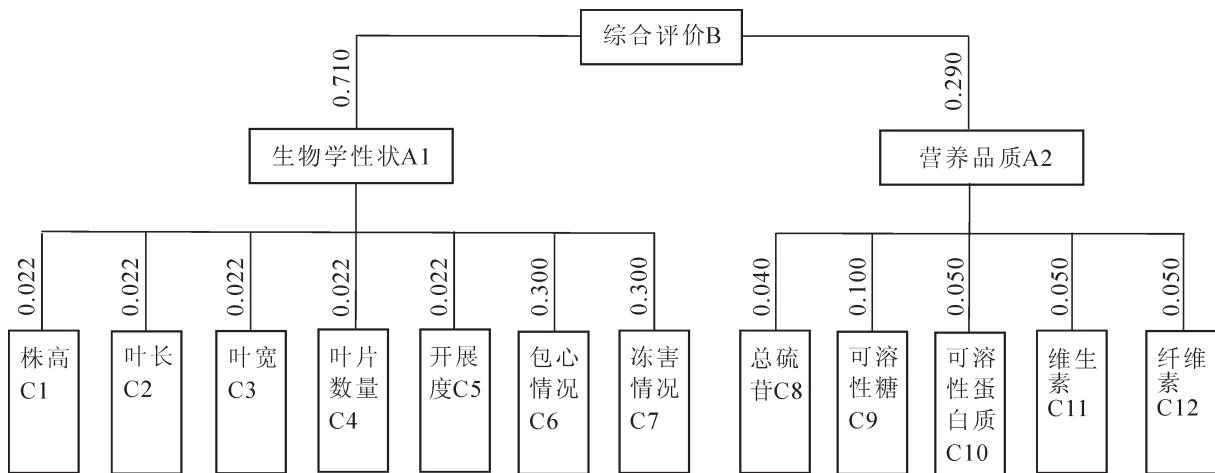 综合评价B
0.710
0.290
生物学性状A1
营养品质A2
0.022
0.022
0.022
0.022
0.022
0.300
0.300
0.040
0.100
0.050
0.050
0.050
株高
C1
叶长
C2
叶宽
C3
叶片
数量
C4
开展
度C5
包心
情况
C6
冻害
情况
C7
总硫
苷C8
可溶
性糖
C9
可溶
性蛋
白质
C10
维生
素
C11
纤维
素
C12